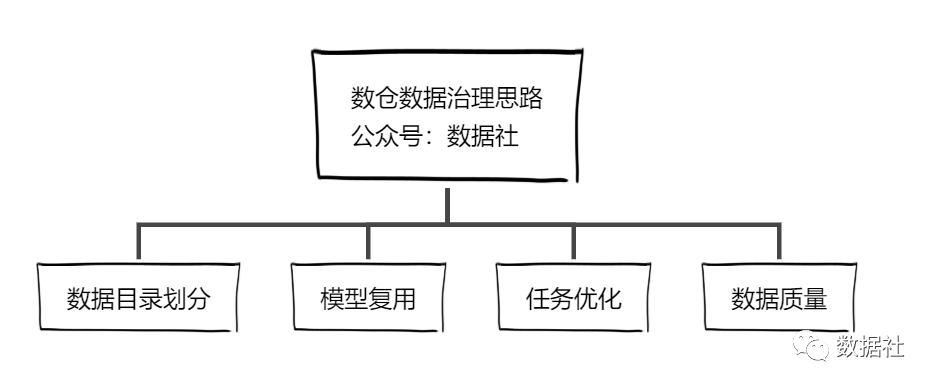 数仓数据治理思路
公众号：数据社
数据目录划分
模型复用
任务优化
数据质量
数据社